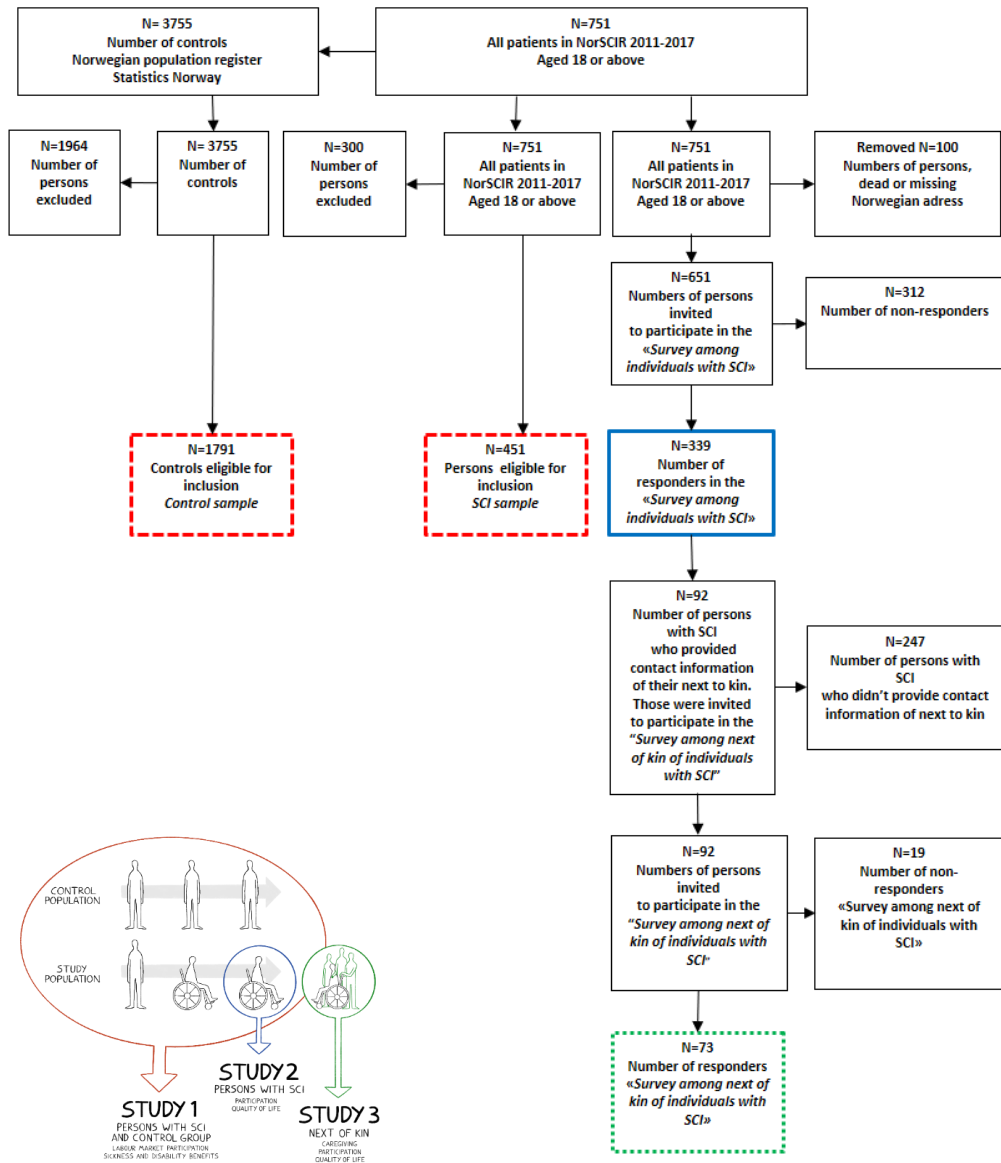 N= 3755
Number of controls
Norwegian population register
Statistics Norway
N=751
All patients in NorSCIR 2011-2017
Aged 18 or above
N=1964
Number of
persons
excluded
N= 3755
Number of
controls
N=300
Number of
persons
excluded
N=751
All patients in
NorSCIR 2011-2017
Aged 18 or above
N=751
All patients in
NorSCIR 2011-2017
Aged 18 or above
Removed N=100
Numbers of persons,
dead or missing
Norwegian adress
N=651
Numbers of persons
invited
to participate in the
«Survey among
individuals with SCI»
N=312
Number of non-responders
N=1791
Controls eligible for
inclusion
Control sample
N=451
Persons eligible for
inclusion
SCI sample
N=339
Number of
responders in the
«Survey among
individuals with SCI»
N=92
Number of persons
with SCI
who provided
contact information
of their next to kin.
Those were invited
to participate in the
“Survey among next
of kin of individuals
with SCI”
N=247
Number of persons with
SCI
who didn’t provide contact
information of next to kin
N=92
Numbers of persons
invited
to participate in the
“Survey among next of
kin of individuals with
SCI”
N=19
Number of non-
responders
«Survey among next of
kin of individuals with
SCI»
N=73
Number of responders
«Survey among next of
kin of individuals with
SCI»
CONTROL
POPULATION
STUDY
POPULATION
STUDY 1
PERSONS WITH SCI
AND CONTROL GROUP
LABOUR MARKET PARTICIPATION
SICKNESS AND DISABILITY BENEFITS
STUDY 2
PERSONS WITH SCI
PARTICIPATION
QUALITY OF LIFE
STUDY 3
NEXT OF KIN
CAREGIVING
PARTICIPATION
QUALITY OF LIFE